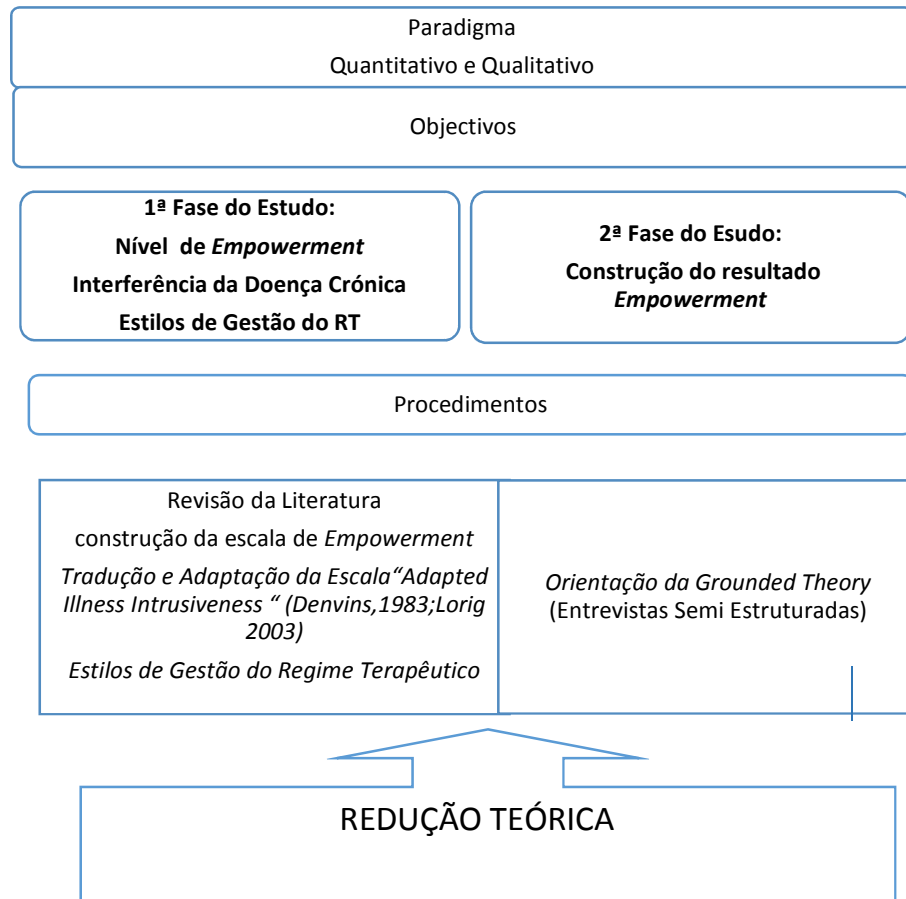 Paradigma
Quantitativo e Qualitativo
Objectivos
1ª Fase do Estudo:
Nível de Empowerment
Interferência da Doença Crónica
Estilos de Gestão do RT
2ª Fase do Esudo:
Construção do resultado
Empowerment
Procedimentos
Revisão da Literatura
construção da escala de Empowerment
Tradução e Adaptação da Escala“Adapted
Illness Intrusiveness “ (Denvins,1983;Lorig
2003)
Estilos de Gestão do Regime Terapêutico
Orientação da Grounded Theory
(Entrevistas Semi Estruturadas)
REDUÇÃO TEÓRICA